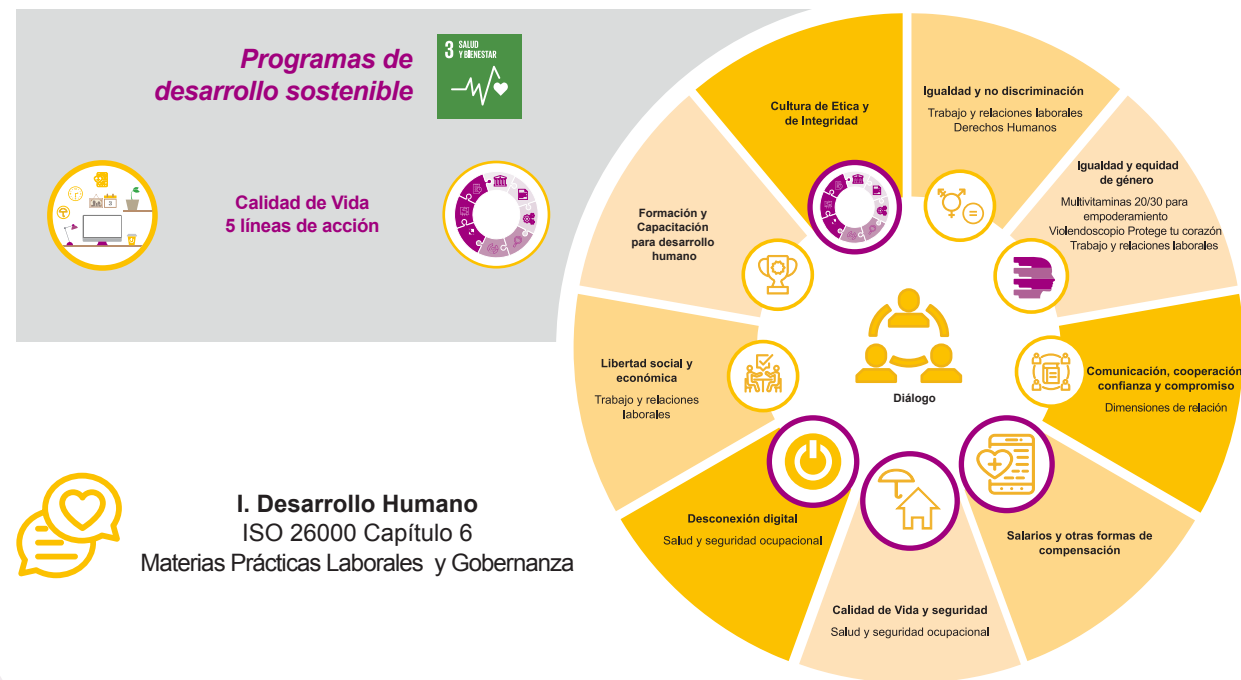 Programas de
desarrollo sostenible
3 SALUD
Y BIENESTAR
Calidad de Vida
5 líneas de acción
I. Desarrollo Humano
ISO 26000 Capítulo 6
Materias Prácticas Laborales y Gobernanza
Cultura de Etica y
de Integridad
Igualdad y no discriminación
Trabajo y relaciones laborales
Derechos Humanos
Igualdad y equidad
de género
Multivitaminas 20/30 para
empoderamiento
Violendoscopio Protege tu corazón
Trabajo y relaciones laborales
Comunicación, cooperación
confianza y compromiso
Dimensiones de relación
Salarios y otras formas de
compensación
Calidad de Vida y seguridad
Salud y seguridad ocupacional
Desconexión digital
Salud y seguridad ocupacional
Libertad social y
económica
Trabajo y relaciones
laborales
Formación y
Capacitación
para desarrollo
humano
Diálogo